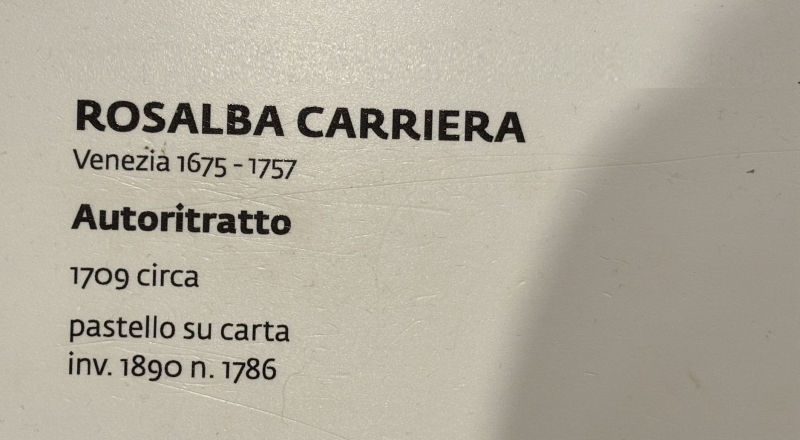 ROSALBA CARRIERA
Venezia 1675 - 1757
Autoritratto
1709 circa
pastello su carta
inv. 1890 n. 1786